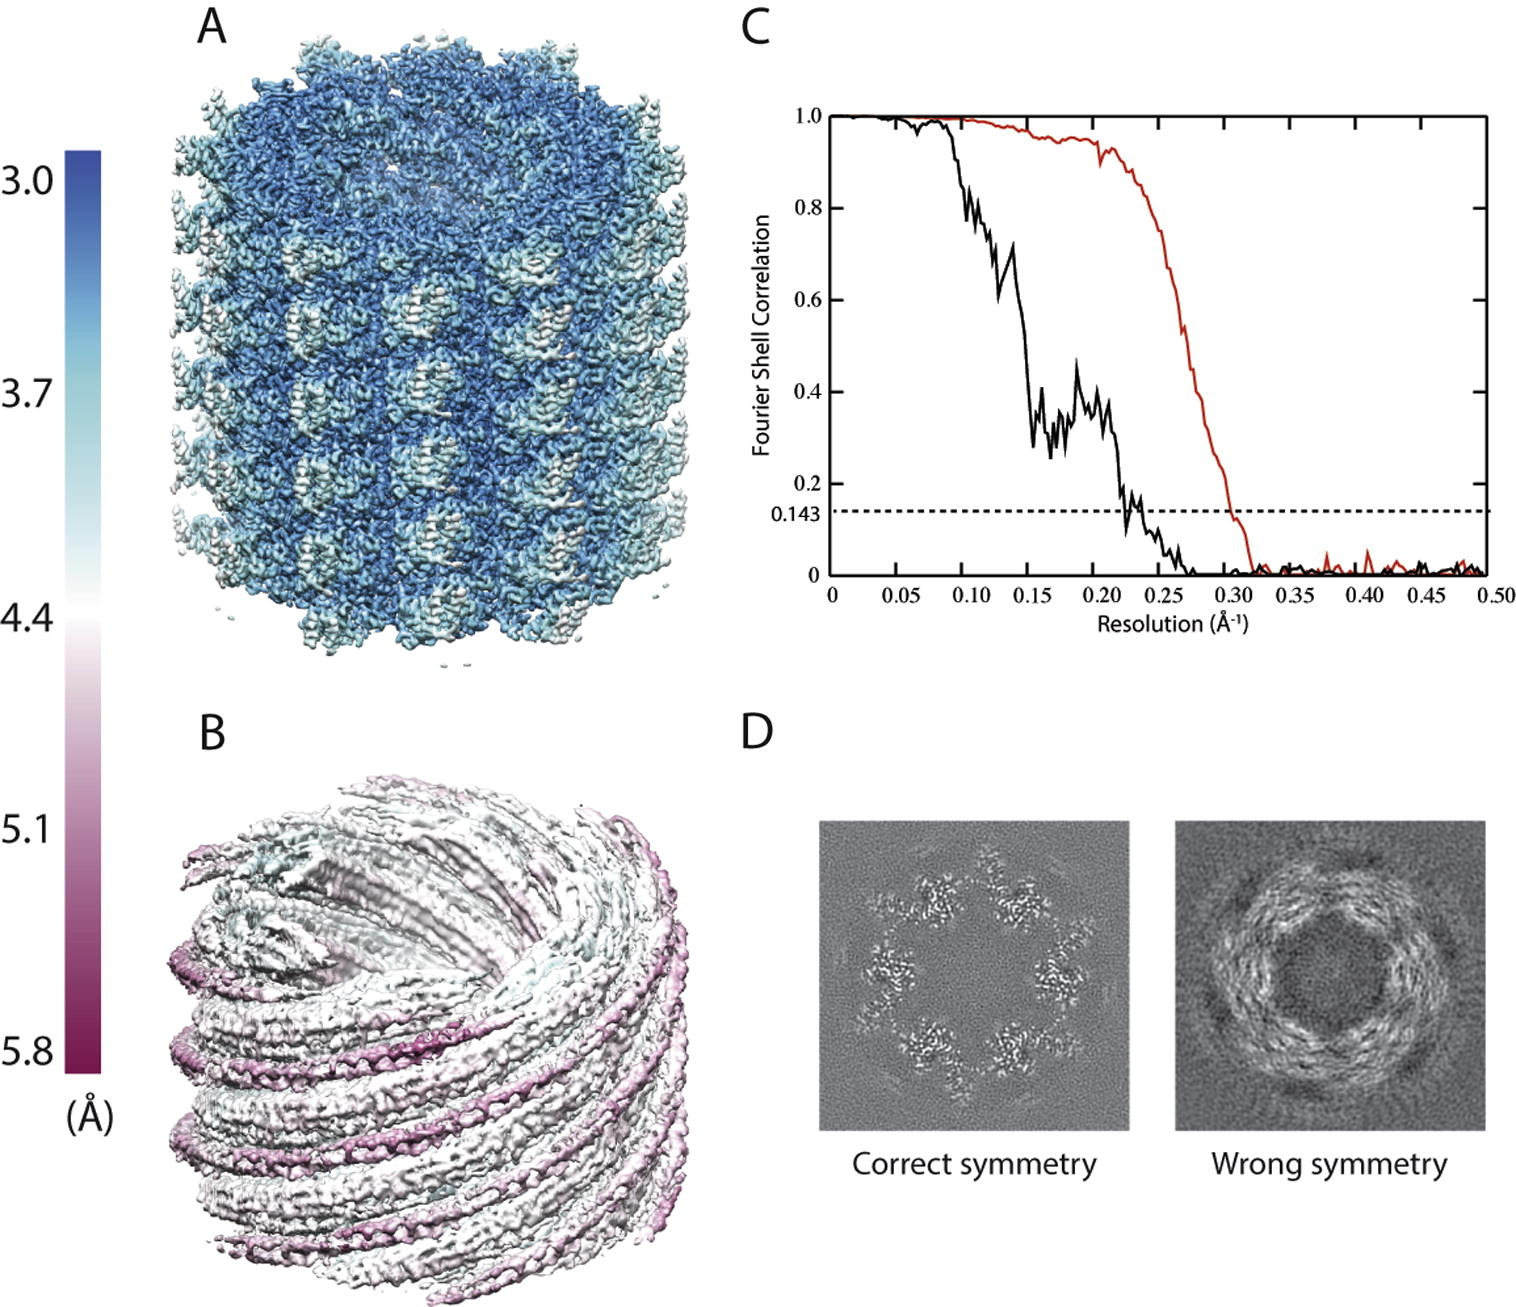 A
3.0
3.7
4.4
5.1
5.8
(Å)
B
C
Fourier Shell Correlation
1.0
0.8
0.6
0.4
0.2
0.143
0
0 0.05 0.10 0.15 0.20 0.25 0.30 0.35 0.40 0.45 0.50
Resolution (Å⁻¹)
D
Correct symmetry
Wrong symmetry